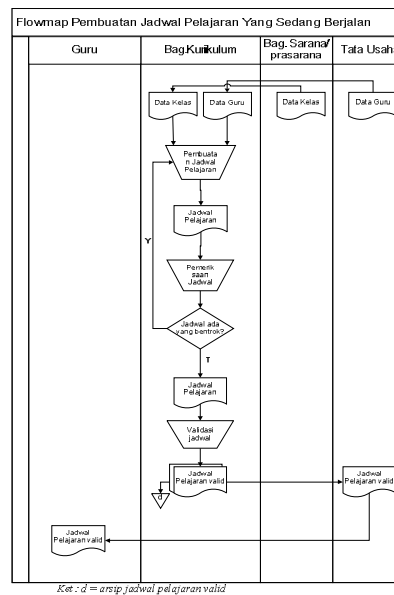 Flowmap Pembuatan Jadwal Pelajaran Yang Sedang Berjalan
Guru
Bag.Kurikulum
Bag. Sarana/
prasarana
Tata Usah
Data Kelas
Data Guru
Data Kelas
Data Guru
Pembuata
n Jadwal
Pelajaran
Jadwal
Pelajaran
Y
Pemerik
saan
Jadwal
Jadwal ada
yang bentrok?
T
Jadwal
Pelajaran
Validasi
jadwal
Jadwal
Pelajaran valid
d
Jadwal
Pelajaran valid
Jadwal
Pelajaran valid
Ket : d = arsip jadwal pelajaran valid